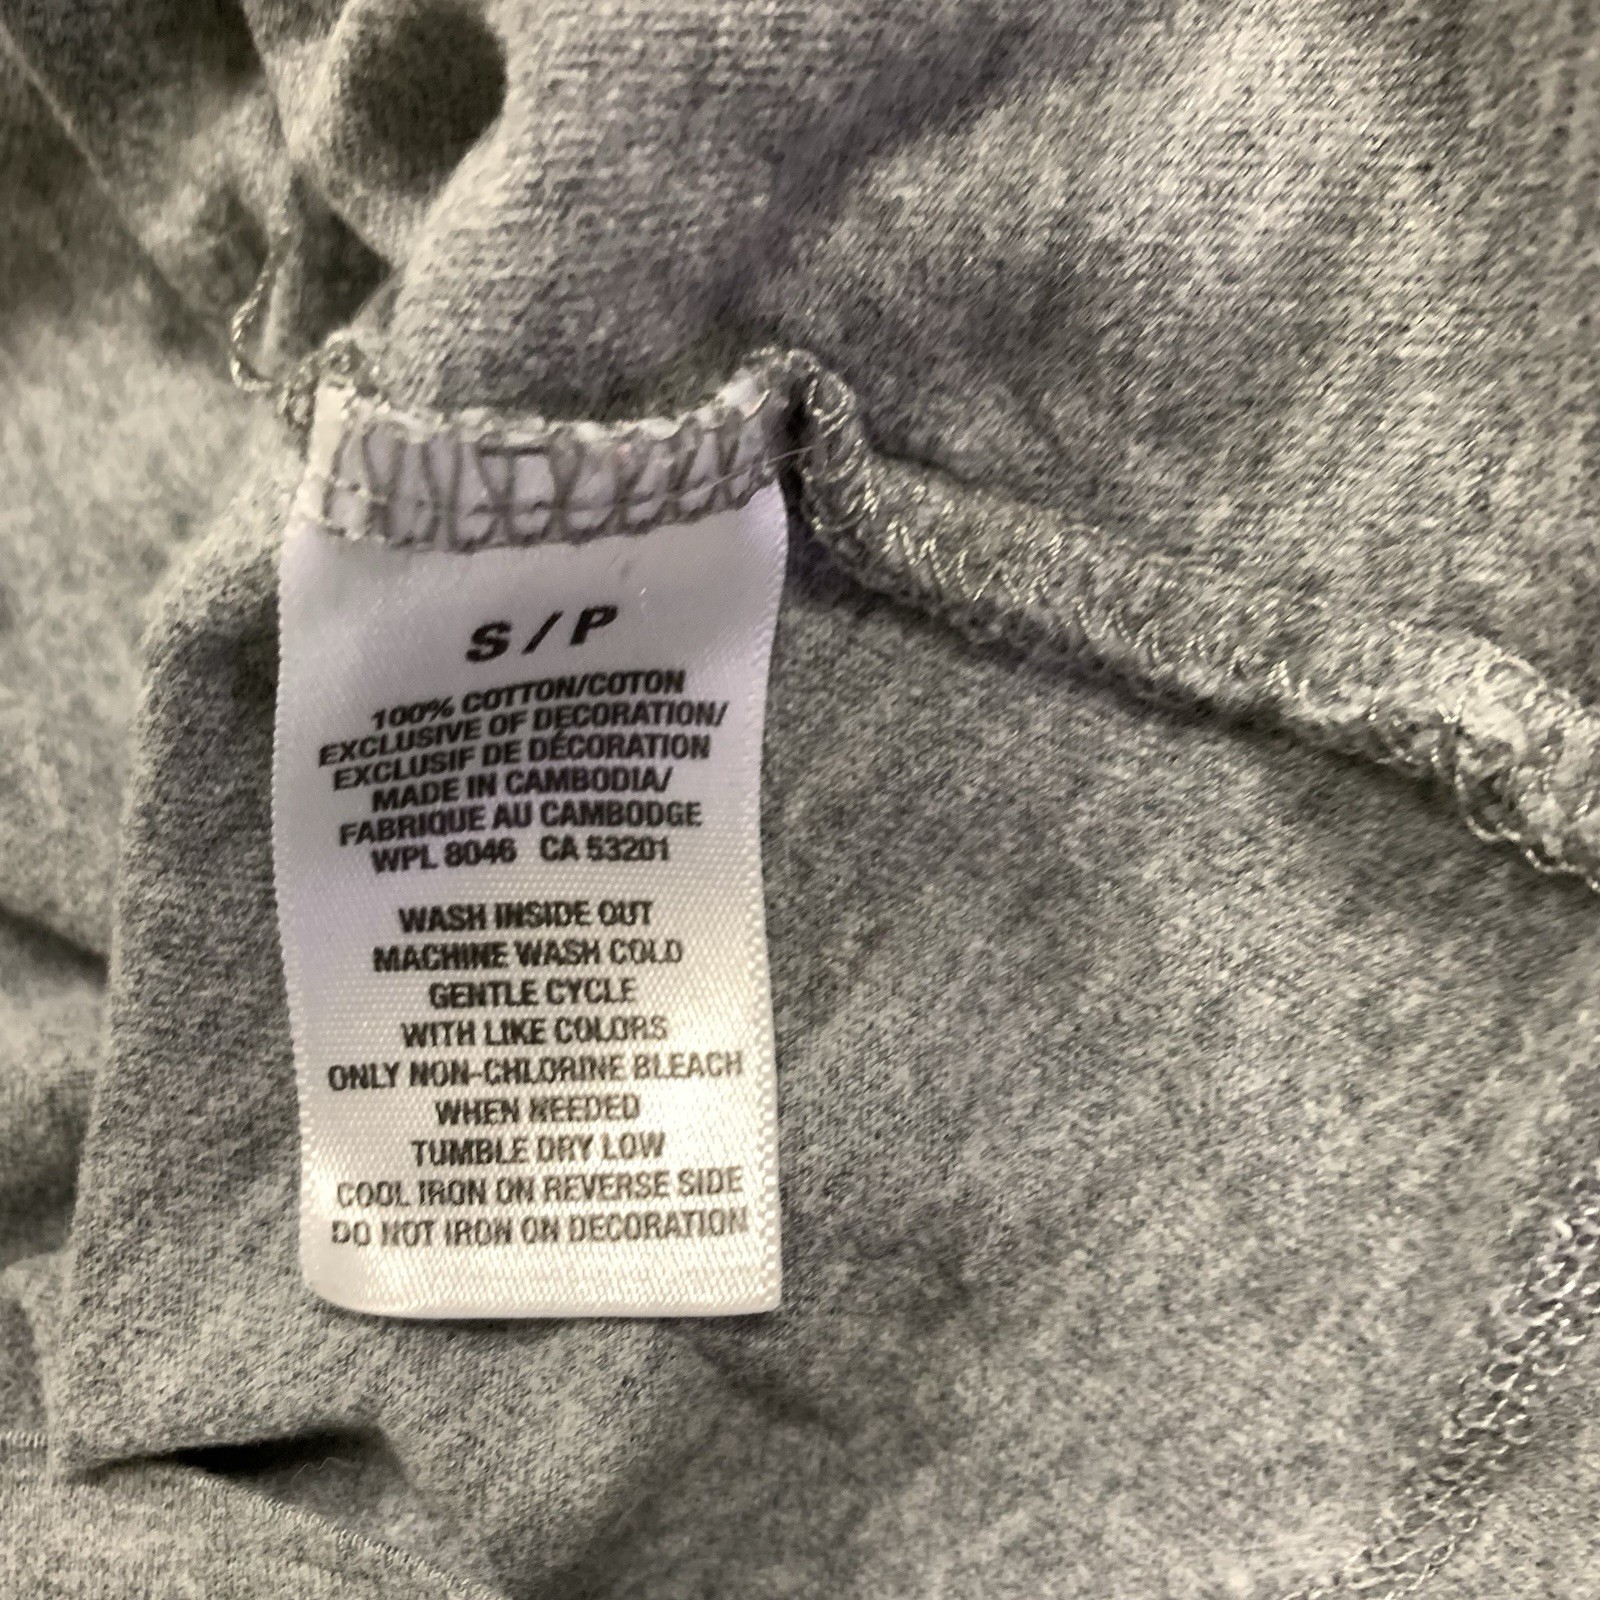 S / P
100% COTTON/COTON
EXCLUSIVE OF DECORATION/
EXCLUSIF DE DÉCORATION
MADE IN CAMBODIA/
FABRIQUE AU CAMBODGE
WPL 8046 CA 53201
WASH INSIDE OUT
MACHINE WASH COLD
GENTLE CYCLE
WITH LIKE COLORS
ONLY NON-CHLORINE BLEACH
WHEN NEEDED
TUMBLE DRY LOW
COOL IRON ON REVERSE SIDE
DO NOT IRON ON DECORATION